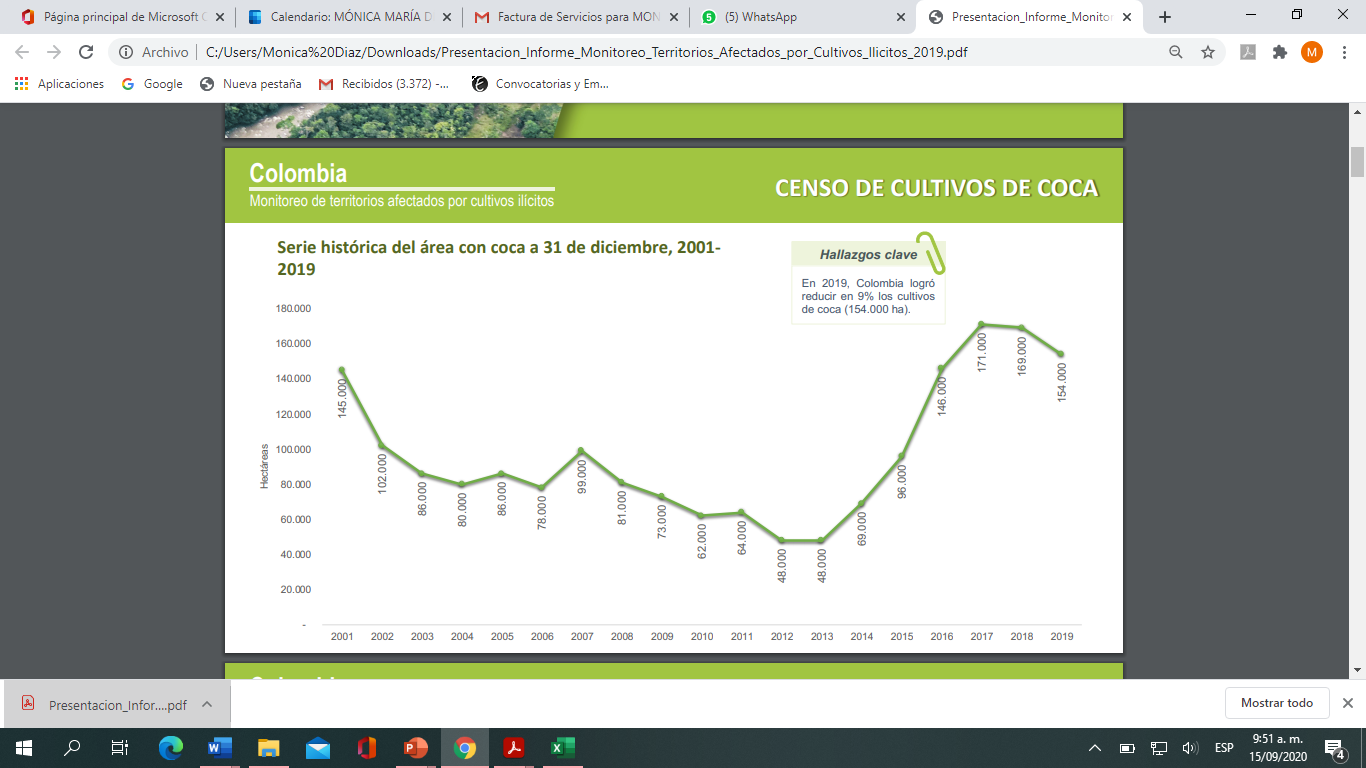 Página principal de Microsoft O
Calendario: MÓNICA MARÍA D
Factura de Servicios para MON
(5) WhatsApp
Presentacion_Informe_Monitor
Archivo
C:/Users/Monica%20Diaz/Downloads/Presentacion_Informe_Monitoreo_Territorios_Afectados_por_Cultivos_Ilicitos_2019.pdf
M
Aplicaciones
Google
Nueva pestaña
Recibidos (3.372) -...
Convocatorias y Em...
Colombia
Monitoreo de territorios afectados por cultivos ilícitos
CENSO DE CULTIVOS DE COCA
Serie histórica del área con coca a 31 de diciembre, 2001-
2019
Hallazgos clave
En 2019, Colombia logró
reducir en 9% los cultivos
de coca (154.000 ha).
180.000
160.000
140.000
120.000
100.000
80.000
60.000
40.000
20.000
-
Hectáreas
145.000
102.000
86.000
80.000
86.000
78.000
99.000
81.000
73.000
62.000
64.000
48.000
48.000
69.000
96.000
146.000
171.000
169.000
154.000
2001 2002 2003 2004 2005 2006 2007 2008 2009 2010 2011 2012 2013 2014 2015 2016 2017 2018 2019
Presentacion_Infor....pdf
Mostrar todo
ESP
9:51 a. m.
15/09/2020
4